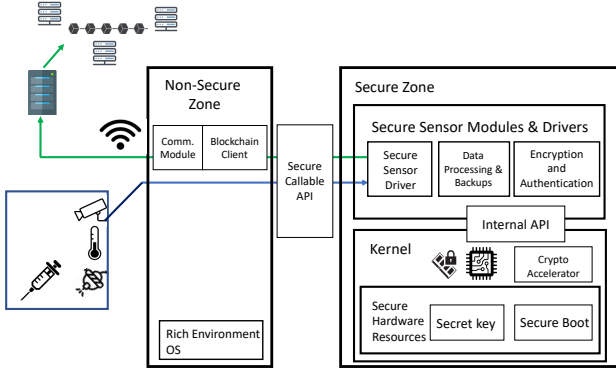 Non-Secure
Zone
Comm.
Module
Blockchain
Client
Rich Environment
OS
Secure
Callable
API
Secure Zone
Secure Sensor Modules & Drivers
Secure
Sensor
Driver
Data
Processing &
Backups
Encryption
and
Authentication
Internal API
Kernel
Crypto
Accelerator
Secure
Hardware
Resources
Secret key
Secure Boot